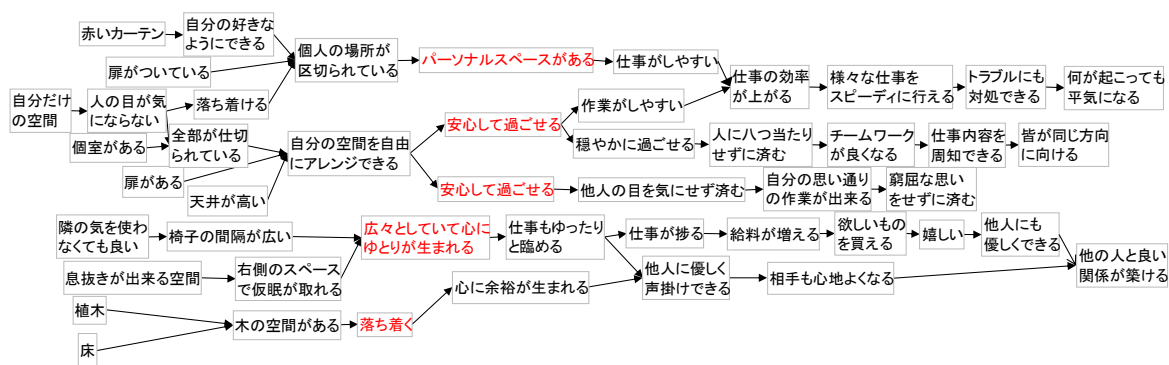 赤いカーテン
自分の好きな
ようにできる
扉がついている
個人の場所が
区切られている
パーソナルスペースがある
仕事がしやすい
仕事の効率
が上がる
様々な仕事を
スピーディに行える
トラブルにも
対処できる
何が起こっても
平気になる
自分だけ
の空間
人の目が気
にならない
落ち着ける
個室がある
全部が仕切
られている
扉がある
天井が高い
自分の空間を自由
にアレンジできる
安心して過ごせる
作業がしやすい
穏やかに過ごせる
人に八つ当たり
せずに済む
チームワーク
が良くなる
仕事内容を
周知できる
皆が同じ方向
に向ける
安心して過ごせる
他人の目を気にせず済む
自分の思い通り
の作業が出来る
窮屈な思い
をせずに済む
隣の気を使わ
なくても良い
椅子の間隔が広い
広々としていて心に
ゆとりが生まれる
仕事もゆったり
と臨める
仕事が捗る
給料が増える
欲しいもの
を買える
嬉しい
他人にも
優しくできる
他の人と良い
関係が築ける
息抜きが出来る空間
右側のスペース
で仮眠が取れる
心に余裕が生まれる
他人に優しく
声掛けできる
相手も心地よくなる
植木
床
木の空間がある
落ち着く